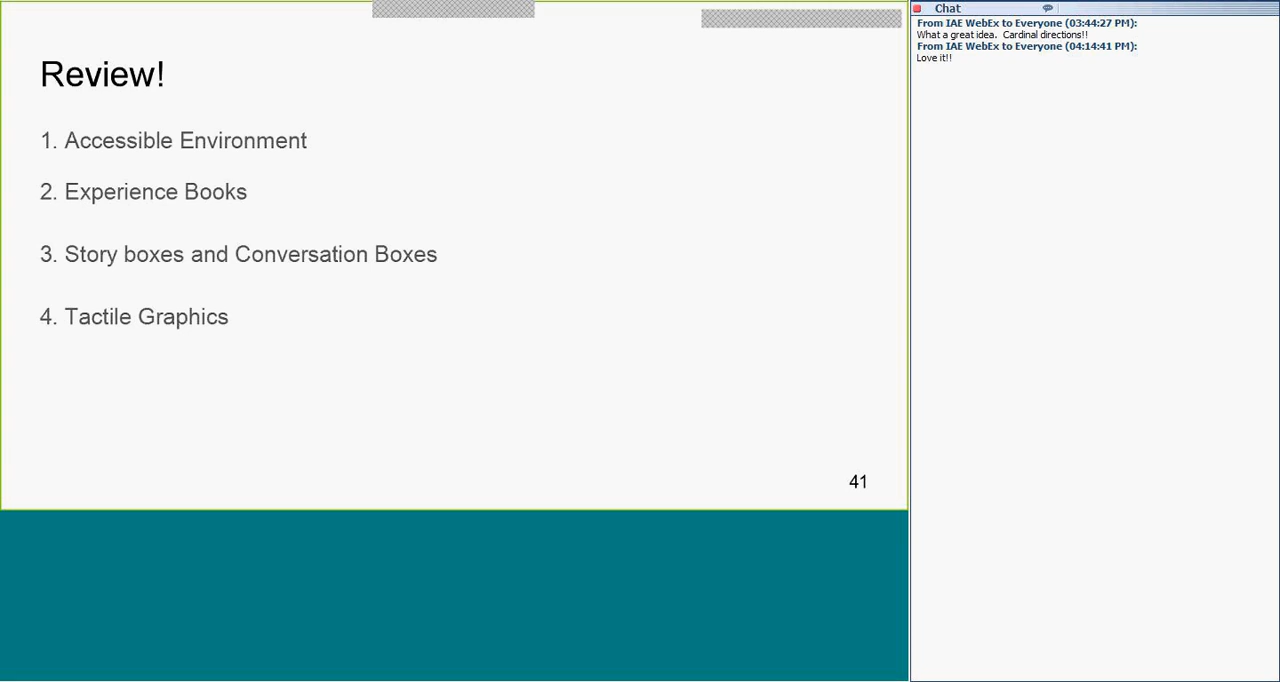 Review!
1. Accessible Environment
2. Experience Books
3. Story boxes and Conversation Boxes
4. Tactile Graphics
41
Chat
From IAE WebEx to Everyone (03:44:27 PM):
What a great idea.  Cardinal directions!!
From IAE WebEx to Everyone (04:14:41 PM):
Love it!!